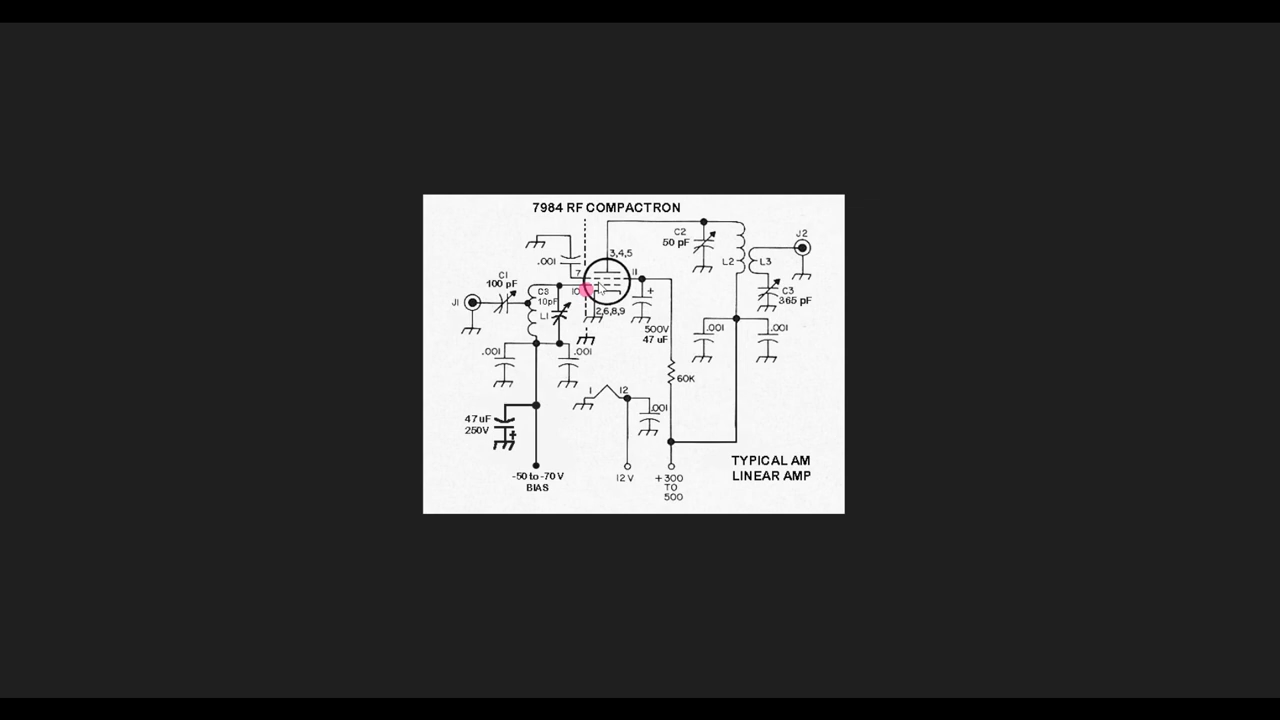 7984 RF COMPACTRON
J2
C2
50 pF
3,4,5
.001
7
11
L2
L3
C1
100 pF
C3
10pF
10
+
C3
365 pF
J1
L1
2,6,8,9
500V
47 uF
.001
.001
.001
.001
60K
1
12
.001
47 uF
250V
+
-50 to -70 V
BIAS
12 V
+300
TO
500
TYPICAL AM
LINEAR AMP